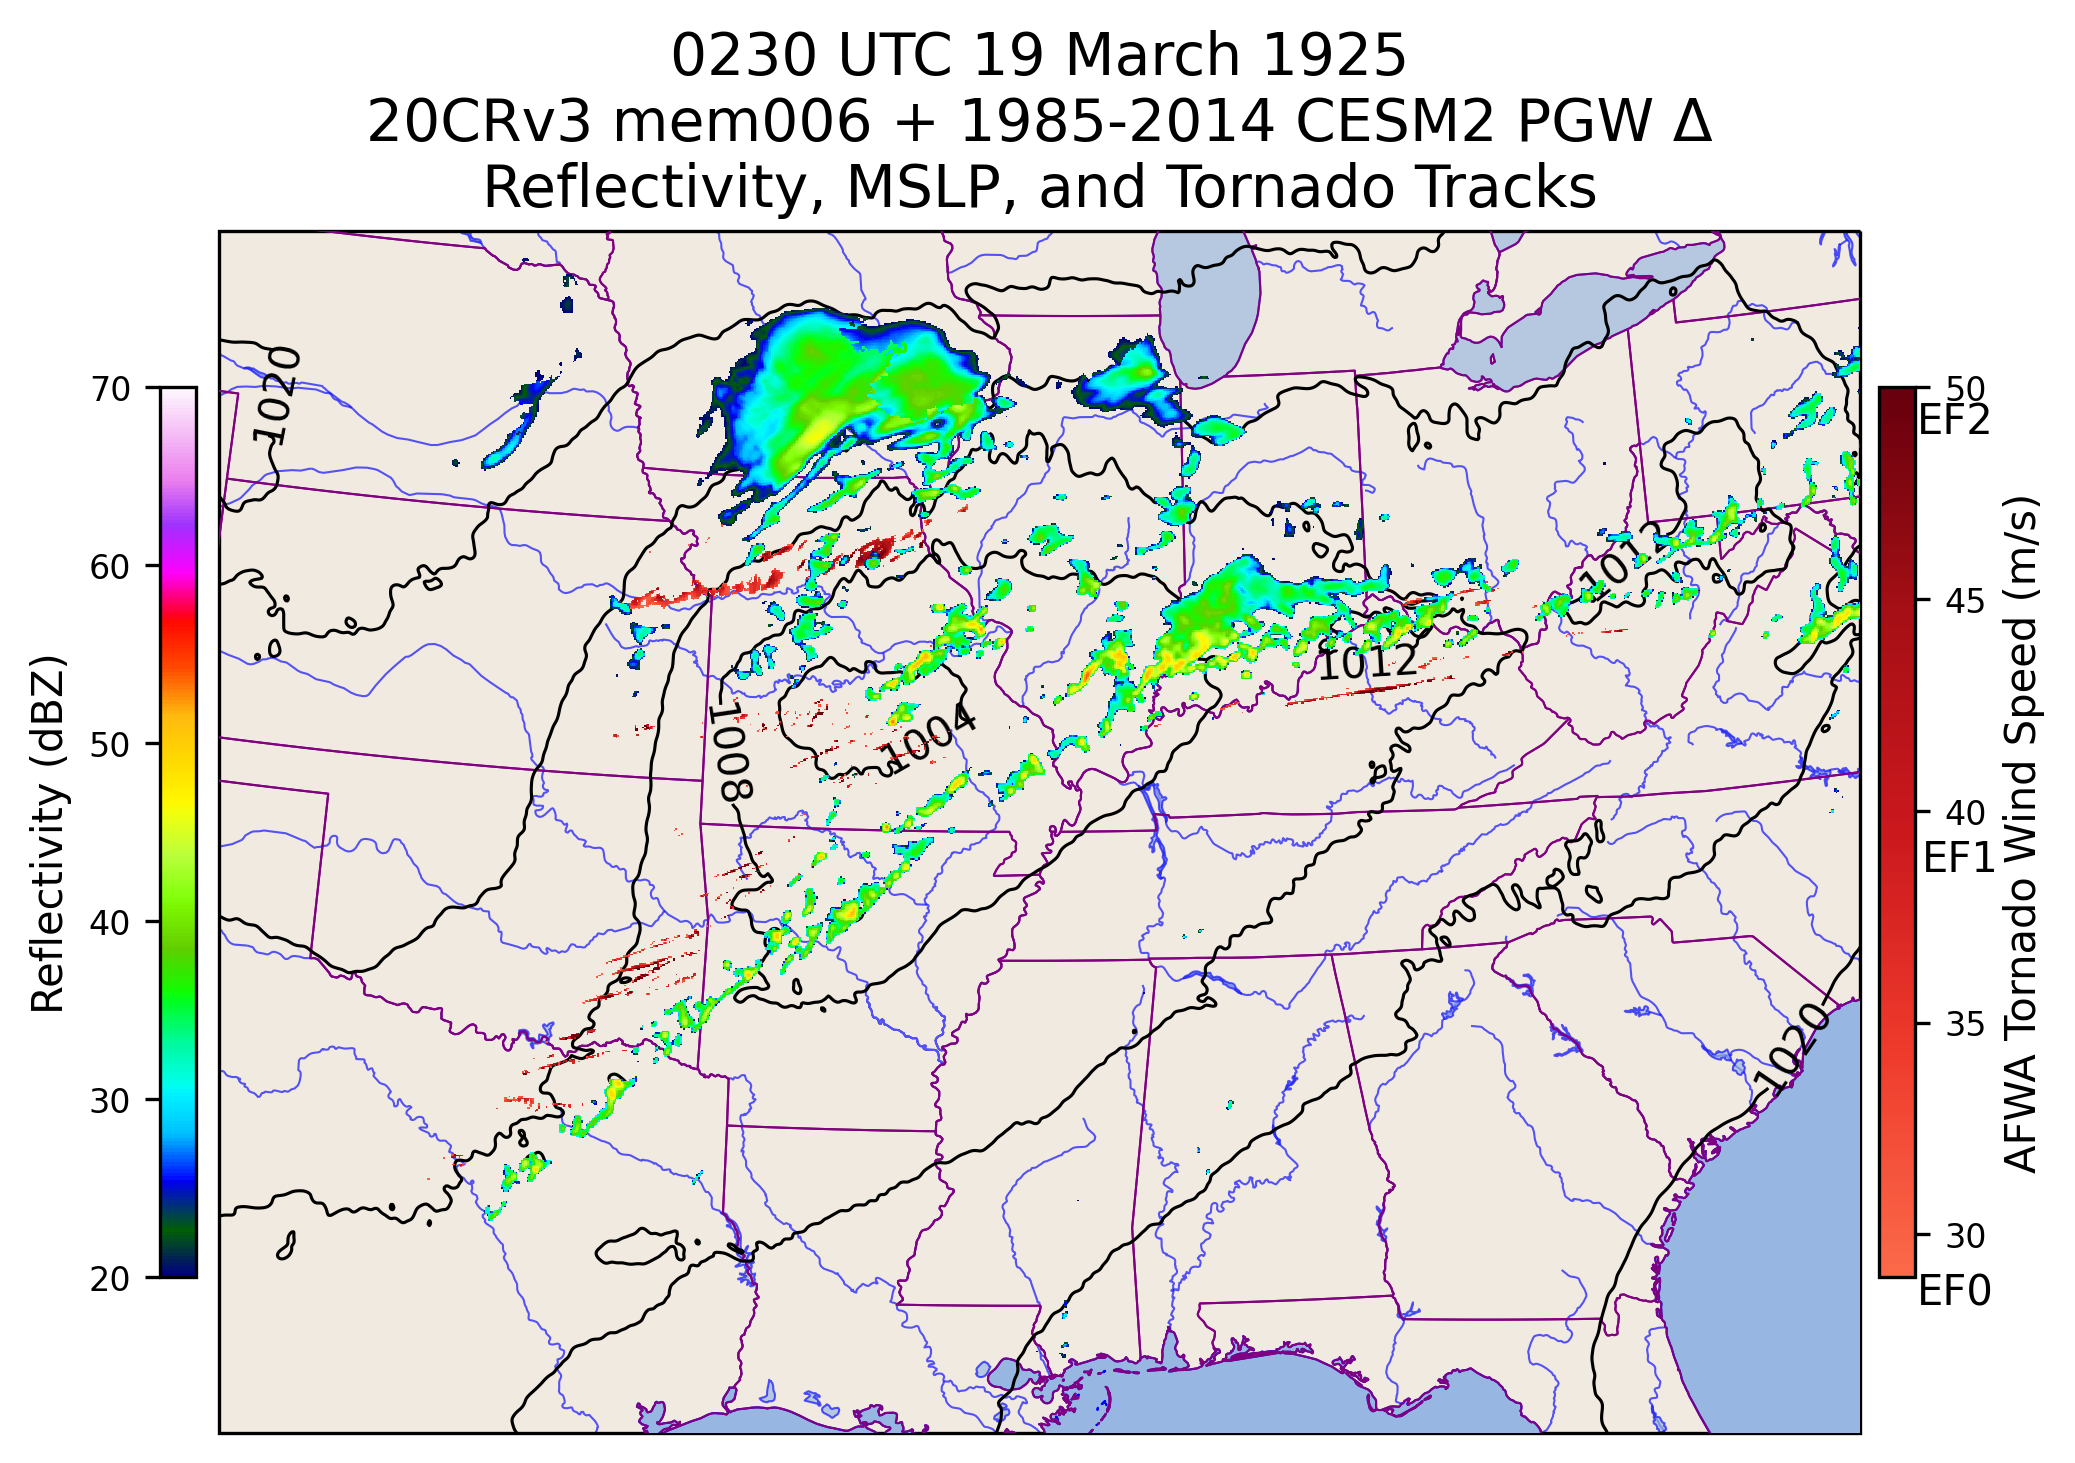 0230 UTC 19 March 1925
20CRv3 mem006 + 1985-2014 CESM2 PGW Δ
Reflectivity, MSLP, and Tornado Tracks
70
60
50
40
30
20
Reflectivity (dBZ)
1020
1008
1004
1012
1012
1020
50
EF2
45
40
EF1
35
30
EF0
AFWA Tornado Wind Speed (m/s)